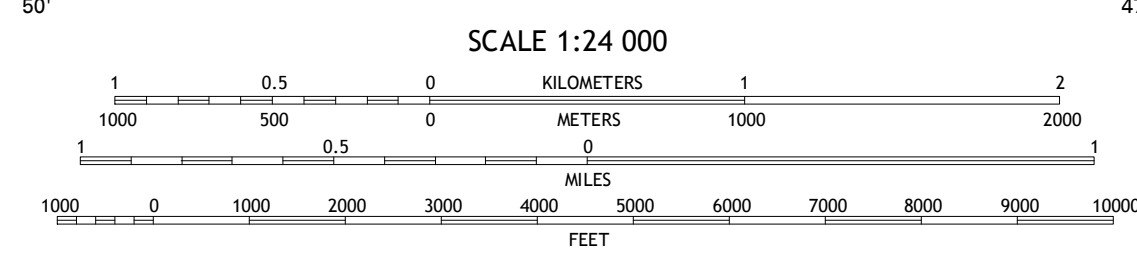 50' 47
SCALE 1:24 000
1 0.5 0 KILOMETERS 1 2
1000 500 0 METERS 1000 2000
1 0.5 0 1
MILES
1000 0 1000 2000 3000 4000 5000 6000 7000 8000 9000 10000
FEET